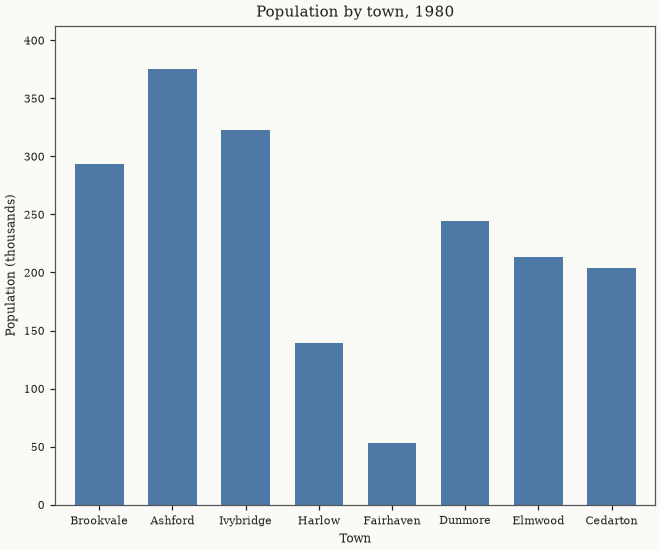 Population by town, 1980
Population (thousands)
400
350
300
250
200
150
100
50
0
Brookvale Ashford Ivybridge Harlow Fairhaven Dunmore Elmwood Cedarton
Town